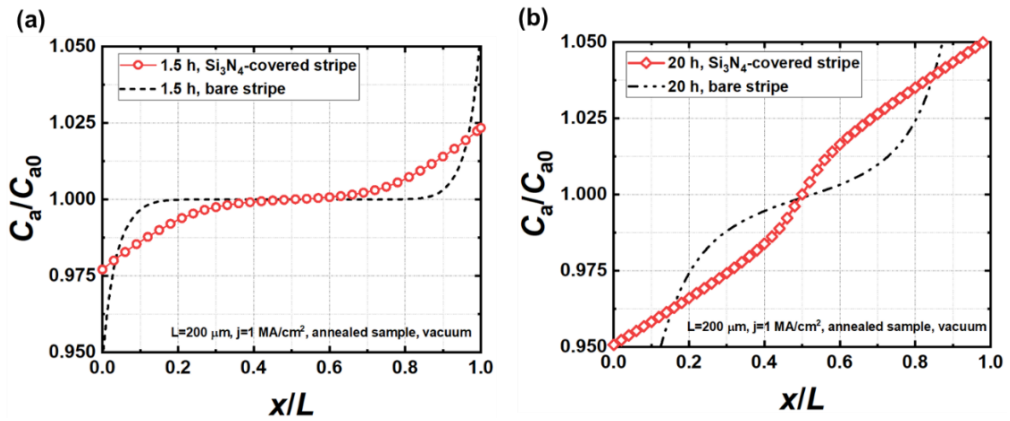 (a)
1.050
1.025
1.000
0.975
0.950
Ca/Ca0
1.5 h, Si3N4-covered stripe
1.5 h, bare stripe
L=200 μm, j=1 MA/cm2, annealed sample, vacuum
0.0 0.2 0.4 0.6 0.8 1.0
x/L
(b)
1.050
1.025
1.000
0.975
0.950
Ca/Ca0
20 h, Si3N4-covered stripe
20 h, bare stripe
L=200 μm, j=1 MA/cm2, annealed sample, vacuum
0.0 0.2 0.4 0.6 0.8 1.0
x/L